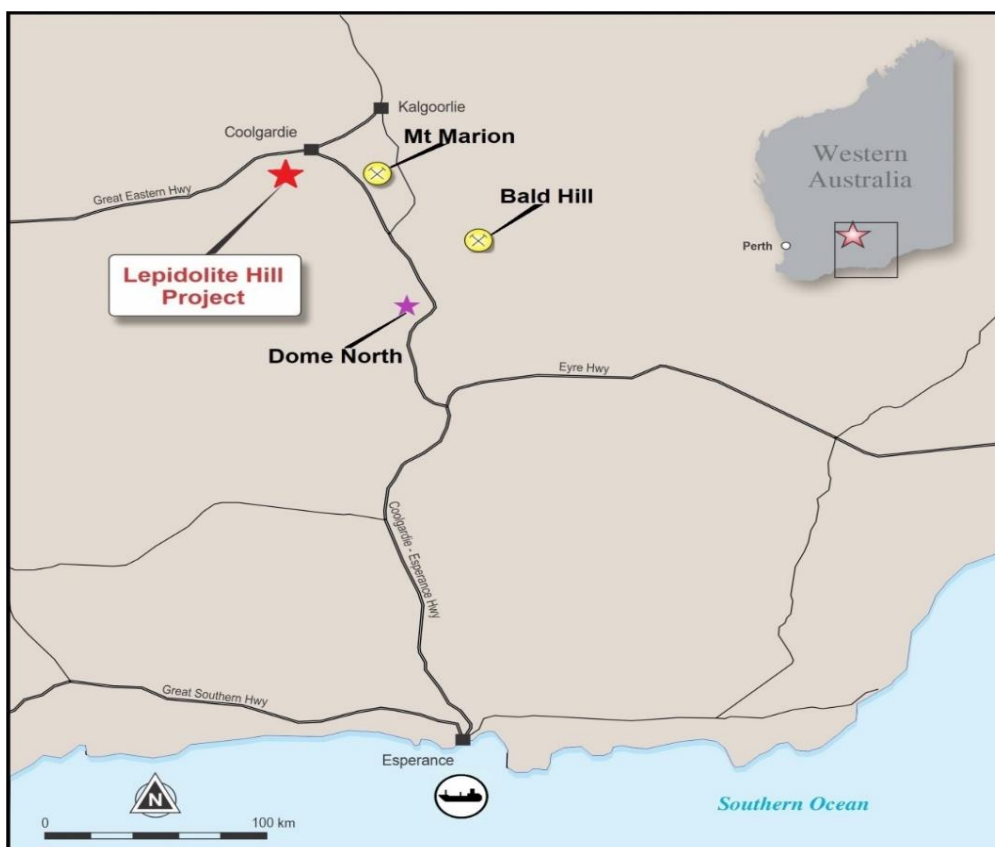 Kalgoorlie
Coolgardie
Mt Marion
Great Eastern Hwy
Bald Hill
Western
Australia
Perth
Lepidolite Hill
Project
Dome North
Eyre Hwy
Coolgardie - Esperance Hwy
Great Southern Hwy
Esperance
N
Southern Ocean
0 100 km